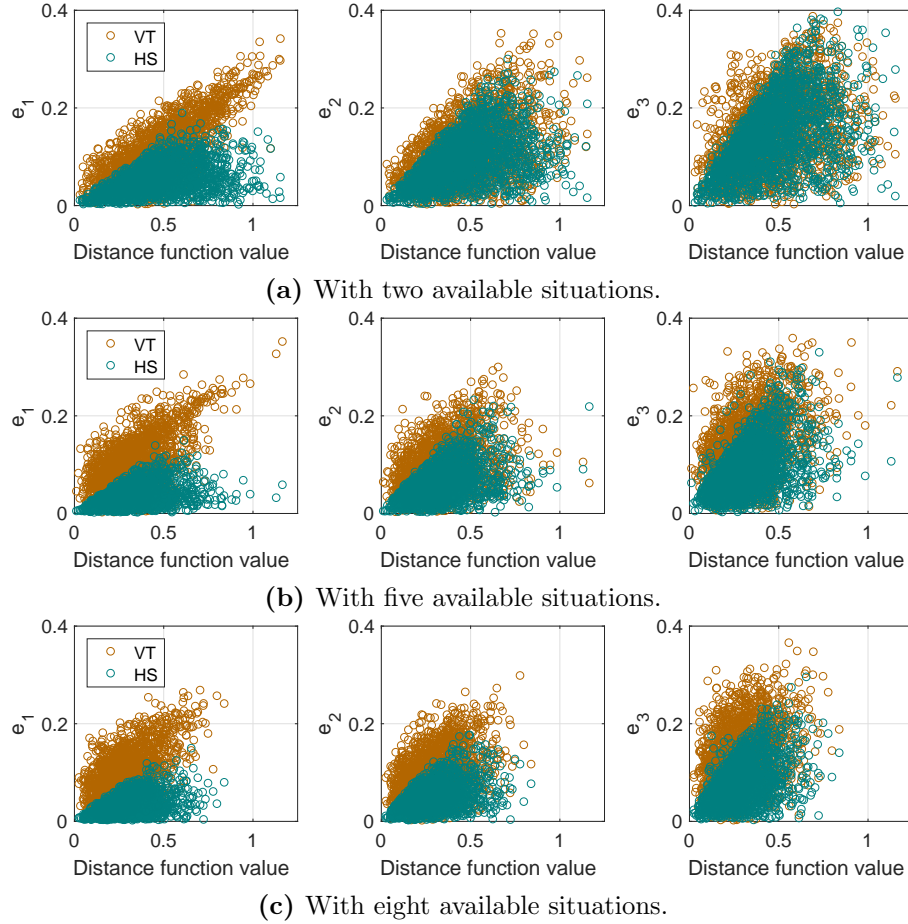 0.4
0.2
0
e1
VT
HS
0 0.5 1
Distance function value
0.4
0.2
0
e2
0 0.5 1
Distance function value
0.4
0.2
0
e3
0 0.5 1
Distance function value
(a) With two available situations.
0.4
0.2
0
e1
VT
HS
0 0.5 1
Distance function value
0.4
0.2
0
e2
0 0.5 1
Distance function value
0.4
0.2
0
e3
0 0.5 1
Distance function value
(b) With five available situations.
0.4
0.2
0
e1
VT
HS
0 0.5 1
Distance function value
0.4
0.2
0
e2
0 0.5 1
Distance function value
0.4
0.2
0
e3
0 0.5 1
Distance function value
(c) With eight available situations.